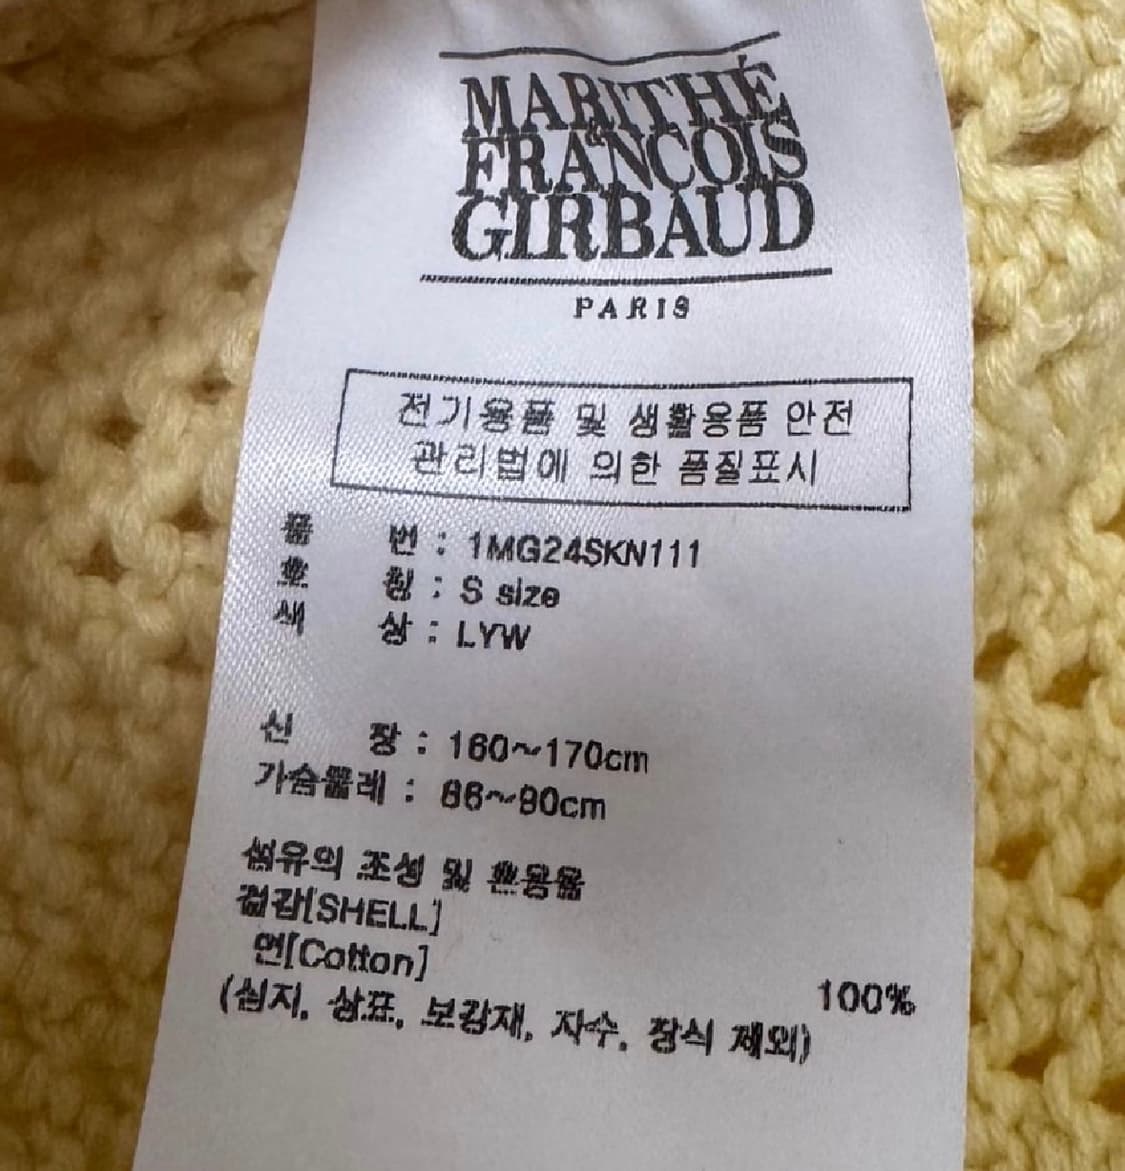 MARITHÉ
&
FRANCOIS
GIRBAUD
PARIS
전기용품 및 생활용품 안전
관리법에 의한 품질표시
품 번 : 1MG24SKN111
호 칭 : S size
색 상 : LYW
신 장 : 160~170cm
가슴둘레 : 86~90cm
섬유의 조성 및 혼용율
겉감[SHELL]
면[Cotton] 100%
(심지, 상표, 보강재, 자수, 장식 제외)